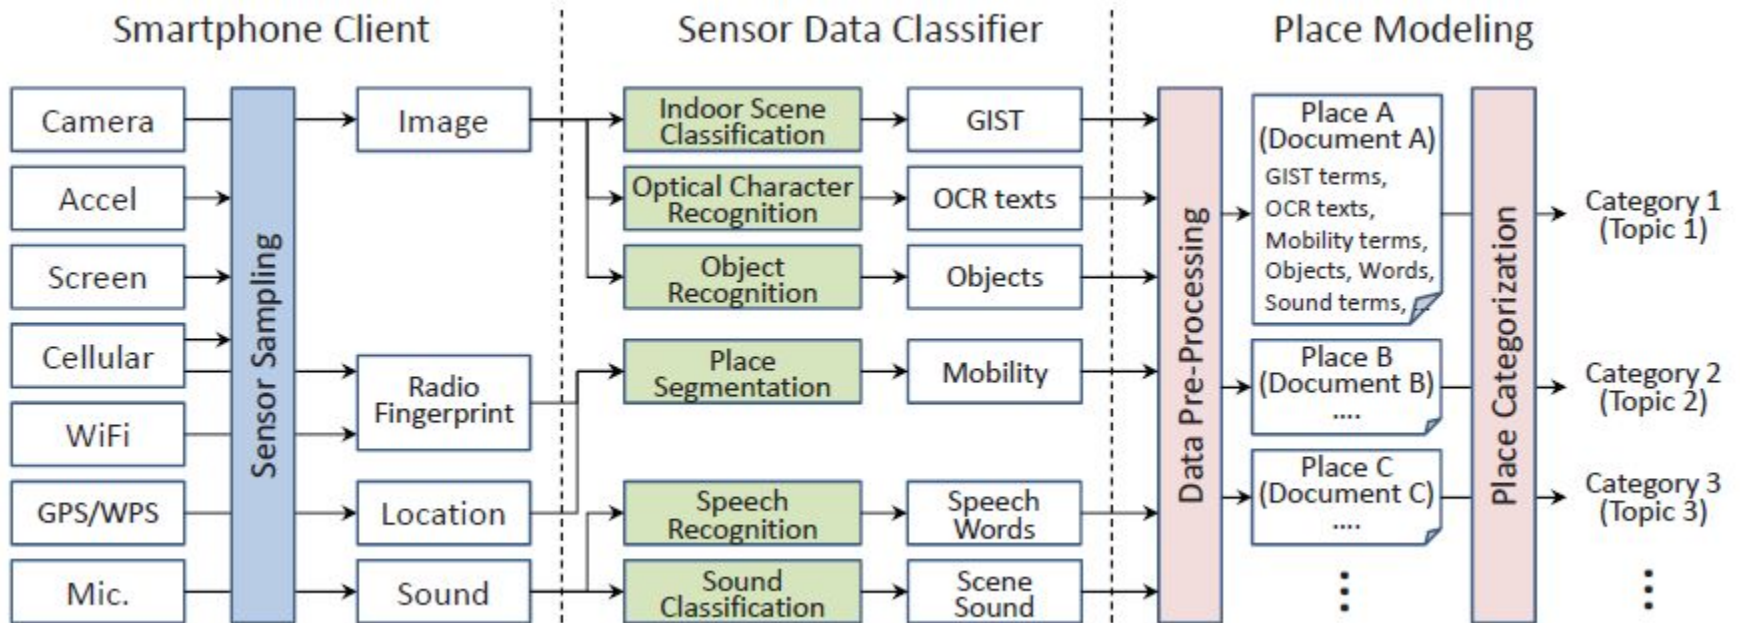 Smartphone Client
Sensor Data Classifier
Place Modeling
Camera
Accel
Screen
Cellular
WiFi
GPS/WPS
Mic.
Sensor Sampling
Image
Radio
Fingerprint
Location
Sound
Indoor Scene
Classification
Optical Character
Recognition
Object
Recognition
Place
Segmentation
Speech
Recognition
Sound
Classification
GIST
OCR texts
Objects
Mobility
Speech
Words
Scene
Sound
Data Pre-Processing
Place A
(Document A)
GIST terms,
OCR texts,
Mobility terms,
Objects, Words,
Sound terms, ...
Place B
(Document B)
....
Place C
(Document C)
....
Place Categorization
Category 1
(Topic 1)
Category 2
(Topic 2)
Category 3
(Topic 3)